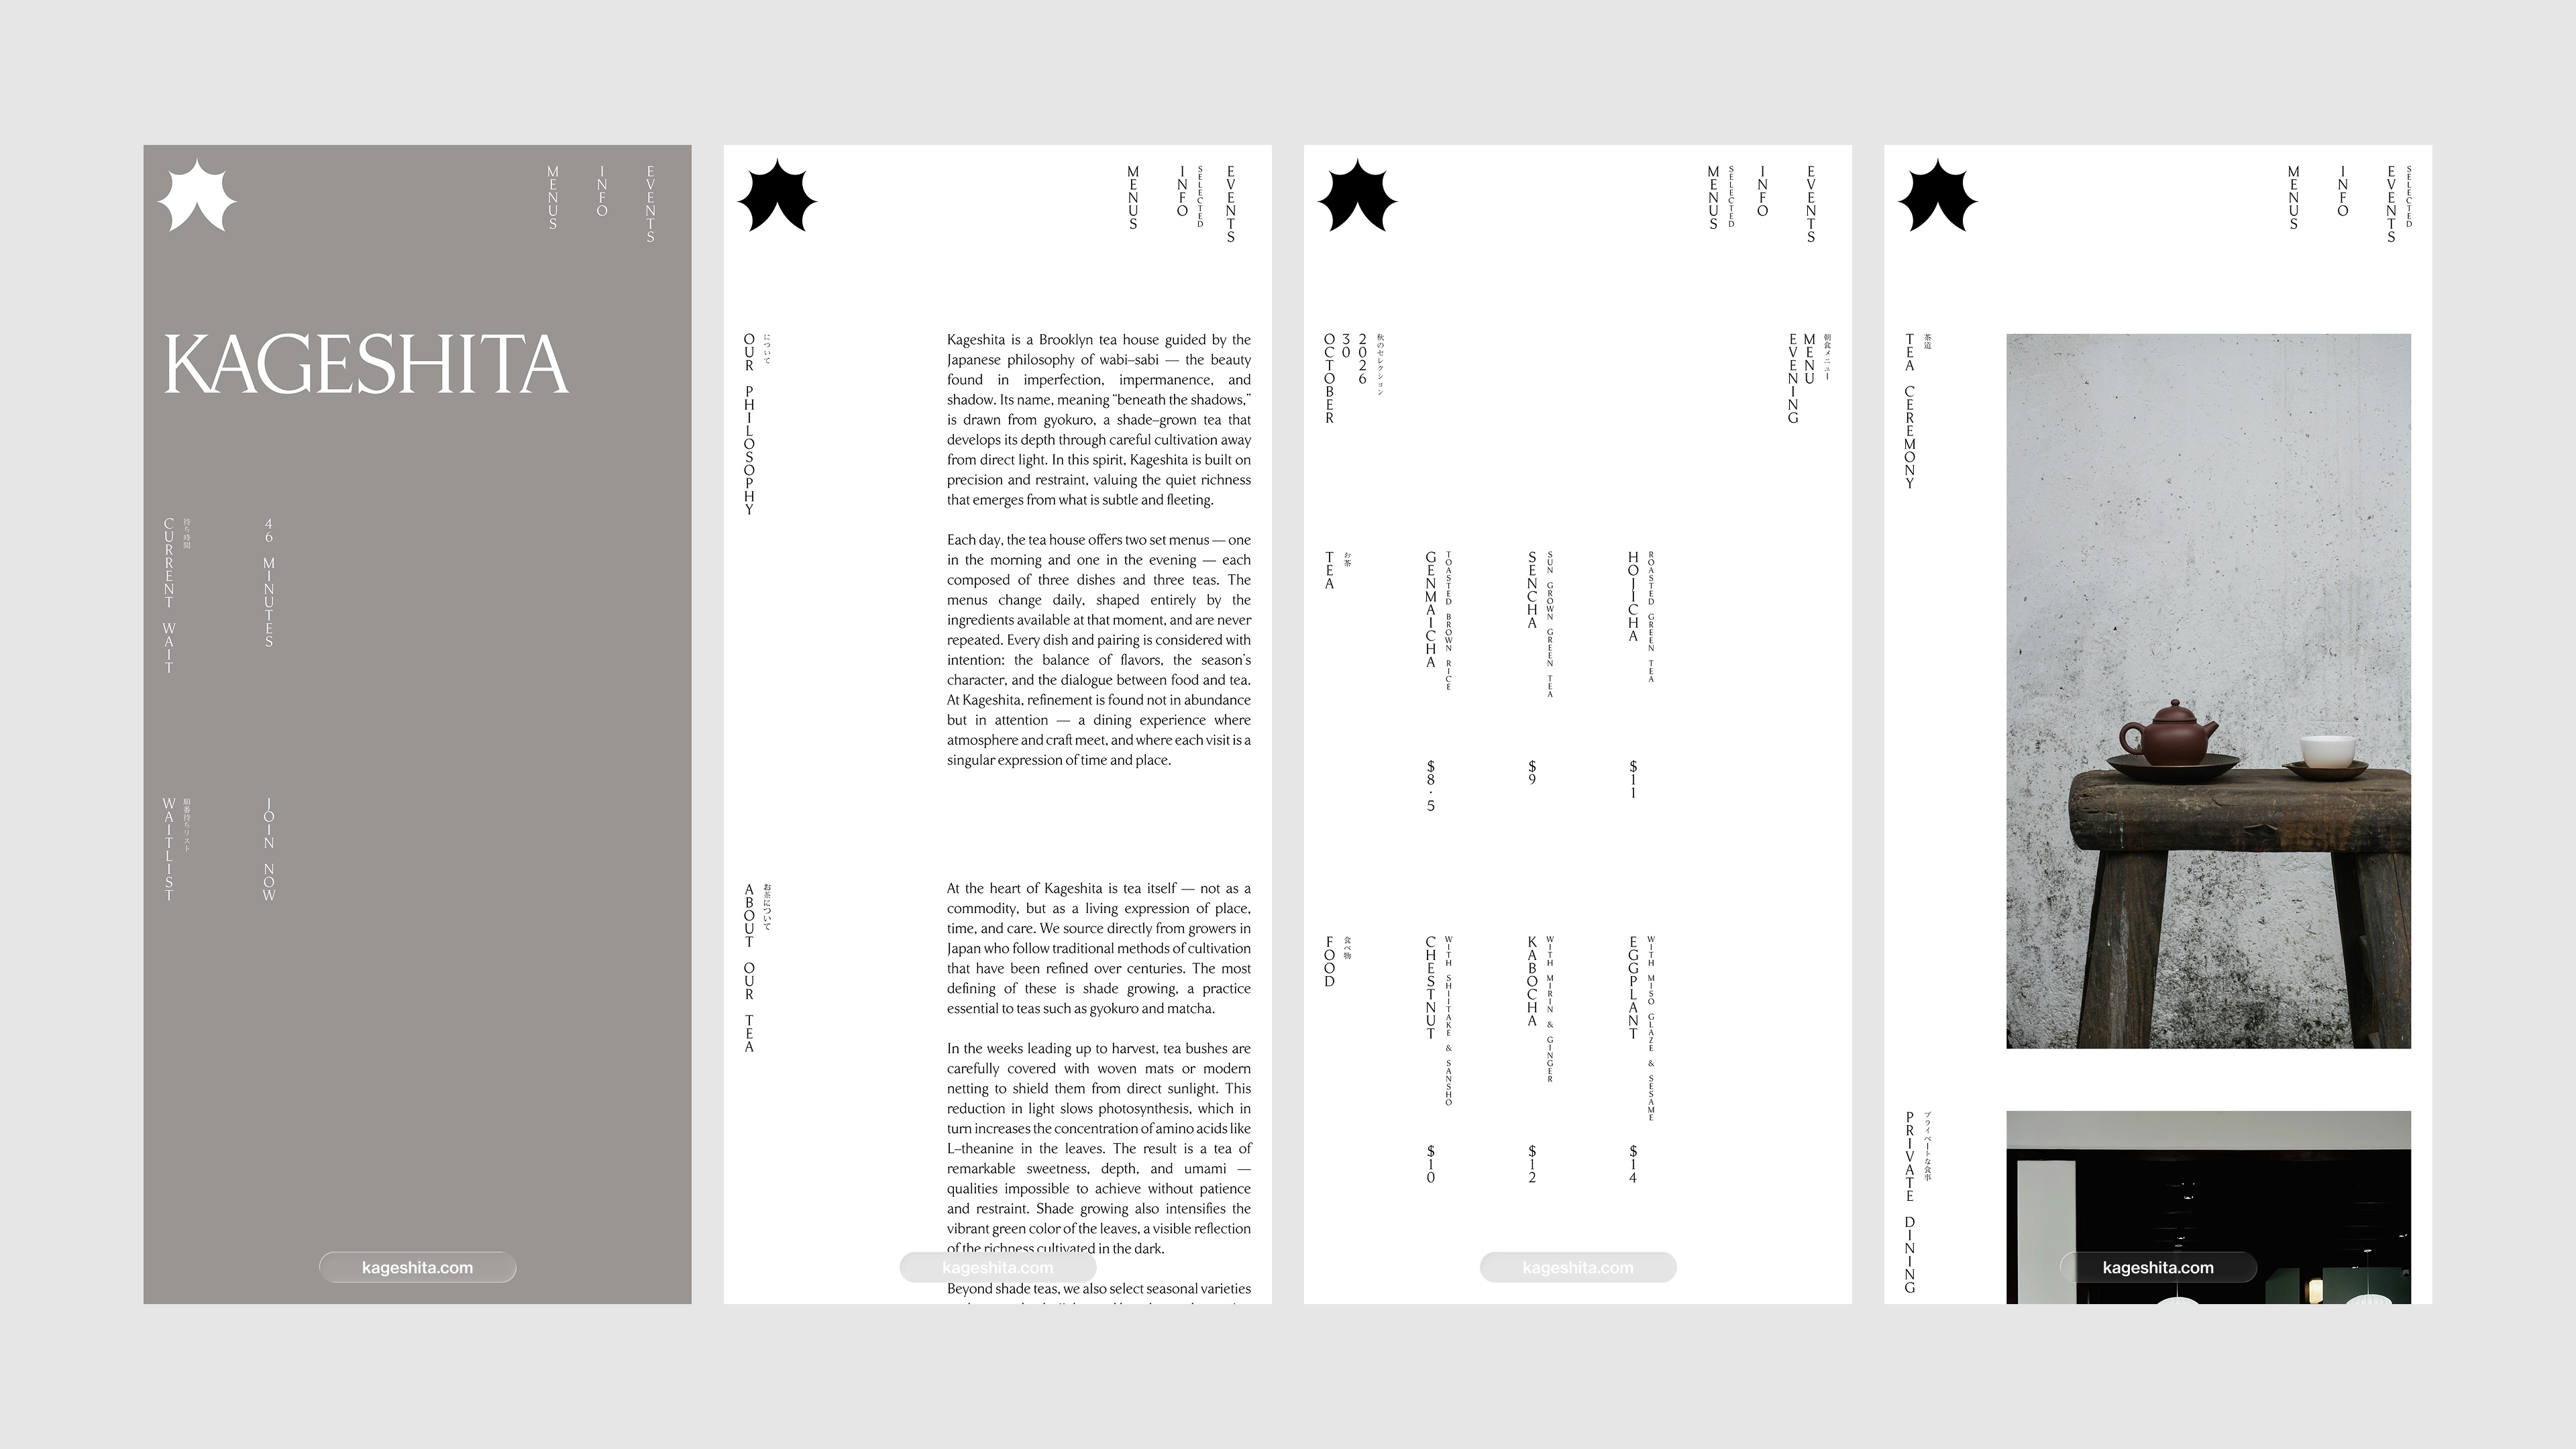 MENUS
INFO
EVENTS
KAGESHITA
CURRENT WAIT
待ち時間
46 MINUTES
WAITLIST
順番待ちリスト
JOIN NOW
kageshita.com
MENUS
INFO
SELECTED
EVENTS
OUR PHILOSOPHY
について
Kageshita is a Brooklyn tea house guided by the
Japanese philosophy of wabi–sabi — the beauty
found in imperfection, impermanence, and
shadow. Its name, meaning “beneath the shadows,”
is drawn from gyokuro, a shade–grown tea that
develops its depth through careful cultivation away
from direct light. In this spirit, Kageshita is built on
precision and restraint, valuing the quiet richness
that emerges from what is subtle and fleeting.
Each day, the tea house offers two set menus — one
in the morning and one in the evening — each
composed of three dishes and three teas. The
menus change daily, shaped entirely by the
ingredients available at that moment, and are never
repeated. Every dish and pairing is considered with
intention: the balance of flavors, the season's
character, and the dialogue between food and tea.
At Kageshita, refinement is found not in abundance
but in attention — a dining experience where
atmosphere and craft meet, and where each visit is a
singular expression of time and place.
ABOUT OUR TEA
お茶について
At the heart of Kageshita is tea itself — not as a
commodity, but as a living expression of place,
time, and care. We source directly from growers in
Japan who follow traditional methods of cultivation
that have been refined over centuries. The most
defining of these is shade growing, a practice
essential to teas such as gyokuro and matcha.
In the weeks leading up to harvest, tea bushes are
carefully covered with woven mats or modern
netting to shield them from direct sunlight. This
reduction in light slows photosynthesis, which in
turn increases the concentration of amino acids like
L–theanine in the leaves. The result is a tea of
remarkable sweetness, depth, and umami —
qualities impossible to achieve without patience
and restraint. Shade growing also intensifies the
vibrant green color of the leaves, a visible reflection
of the richness cultivated in the dark.
kageshita.com
Beyond shade teas, we also select seasonal varieties
MENUS
SELECTED
INFO
EVENTS
OCTOBER
30
2026
秋のセレクション
EVENING
MENU
朝食メニュー
TEA
お茶
GENMAICHA
TOASTED BROWN RICE
$8.5
SENCHA
SUN GROWN GREEN TEA
$9
HOJICHA
ROASTED GREEN TEA
$11
FOOD
食べ物
CHESTNUT
WITH SHIITAKE & SANSHO
$10
KABOCHA
WITH MIRIN & GINGER
$12
EGGPLANT
WITH MISO GLAZE & SESAME
$14
kageshita.com
MENUS
INFO
EVENTS
SELECTED
TEA CEREMONY
茶道
PRIVATE DINING
プライベートな食事
kageshita.com